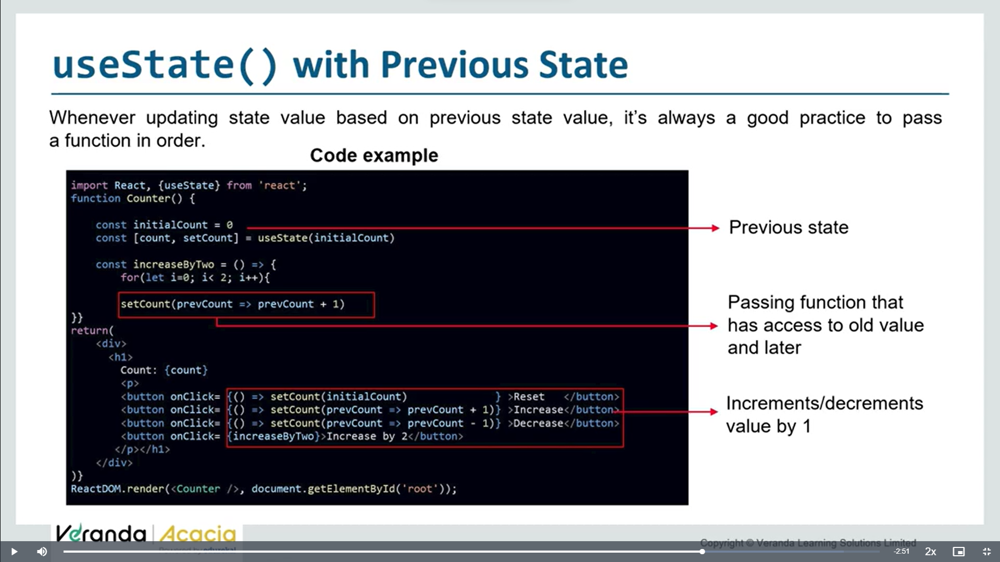 useState() with Previous State
Whenever updating state value based on previous state value, it's always a good practice to pass
a function in order.
Code example
import React, {useState} from 'react';
function Counter() {
const initialCount = 0
const [count, setCount] = useState(initialCount)
const increaseByTwo = () => {
for(let i=0; i< 2; i++){
setCount(prevCount => prevCount + 1)
}}
return(
<div>
<h1>
Count: {count}
<p>
<button onClick= {() => setCount(initialCount) } >Reset </button>
<button onClick= {() => setCount(prevCount => prevCount + 1)} >Increase</button>
<button onClick= {() => setCount(prevCount => prevCount - 1)} >Decrease</button>
<button onClick= {increaseByTwo}>Increase by 2</button>
</p></h1>
</div>
)}
ReactDOM.render(<Counter />, document.getElementById('root'));
Previous state
Passing function that
has access to old value
and later
Increments/decrements
value by 1
Veranda | Acacia
Powered by edureka!
Copyright © Veranda Learning Solutions Limited
-2:51
2x